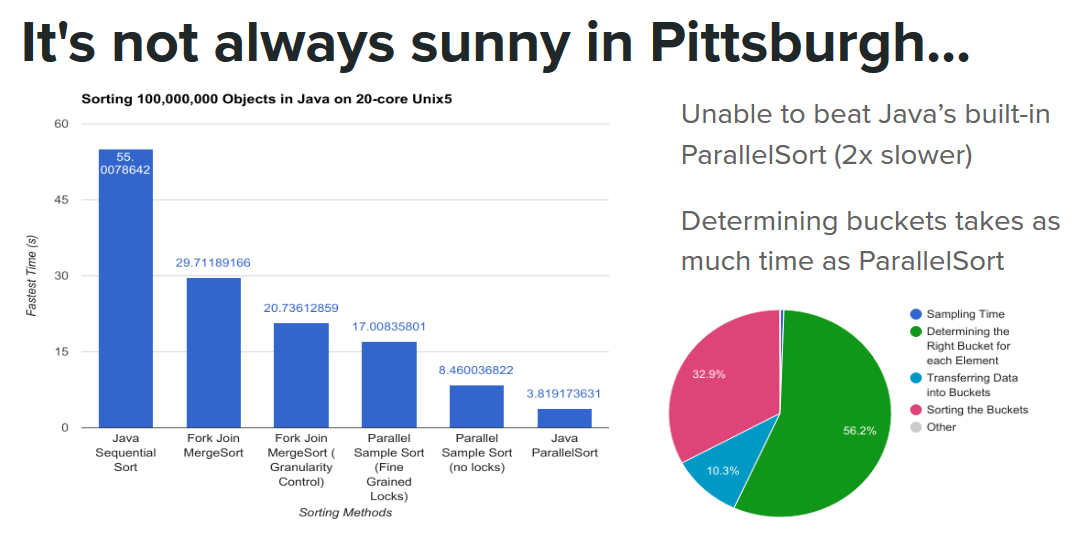 It's not always sunny in Pittsburgh...
Sorting 100,000,000 Objects in Java on 20-core Unix5
Fastest Time (s)
60
45
30
15
0
55.
0078642
29.71189166
20.73612859
17.00835801
8.460036822
3.819173631
Java
Sequential
Sort
Fork Join
MergeSort
Fork Join
MergeSort (
Granularity
Control)
Parallel
Sample Sort
(Fine
Grained
Locks)
Parallel
Sample Sort
(no locks)
Java
ParallelSort
Sorting Methods
Unable to beat Java’s built-in
ParallelSort (2x slower)
Determining buckets takes as
much time as ParallelSort
32.9%
56.2%
10.3%
Sampling Time
Determining the
Right Bucket for
each Element
Transferring Data
into Buckets
Sorting the Buckets
Other